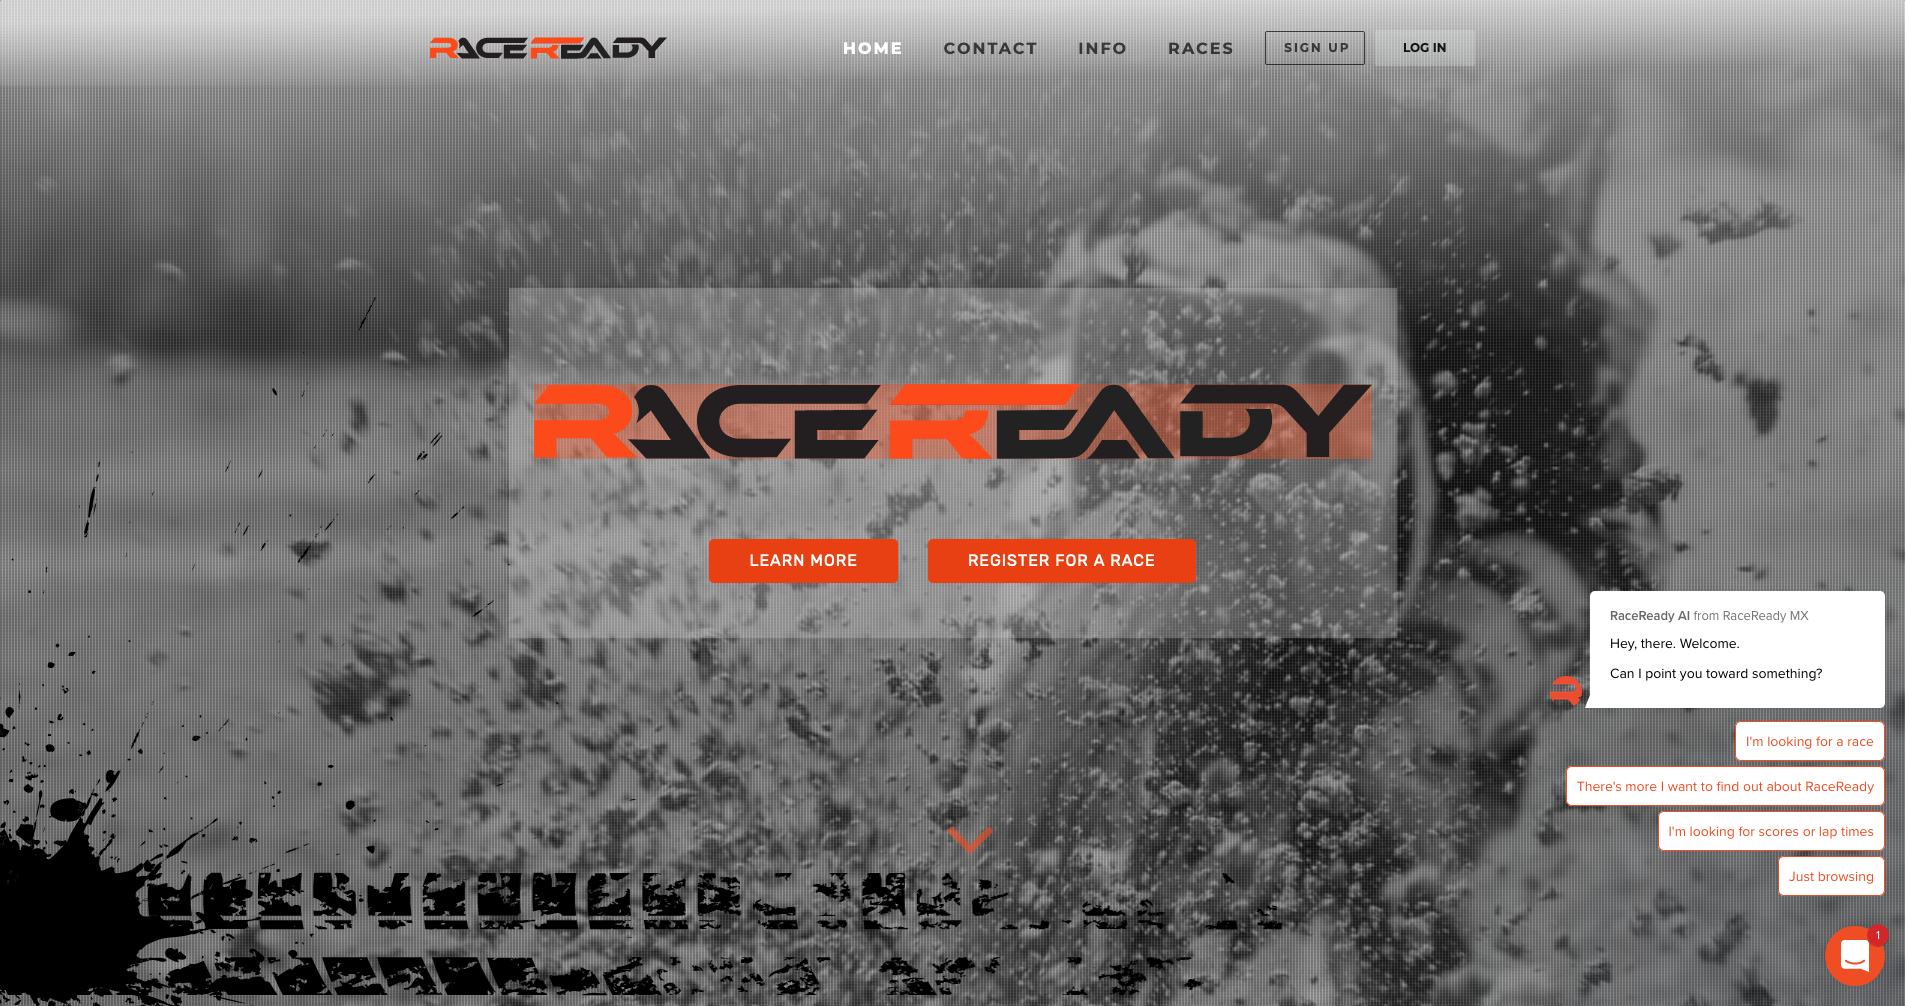 RACEREADY
HOME
CONTACT
INFO
RACES
SIGN UP
LOG IN
RACEREADY
LEARN MORE
REGISTER FOR A RACE
RaceReady AI from RaceReady MX
Hey, there. Welcome.
Can I point you toward something?
I'm looking for a race
There's more I want to find out about RaceReady
I'm looking for scores or lap times
Just browsing
1